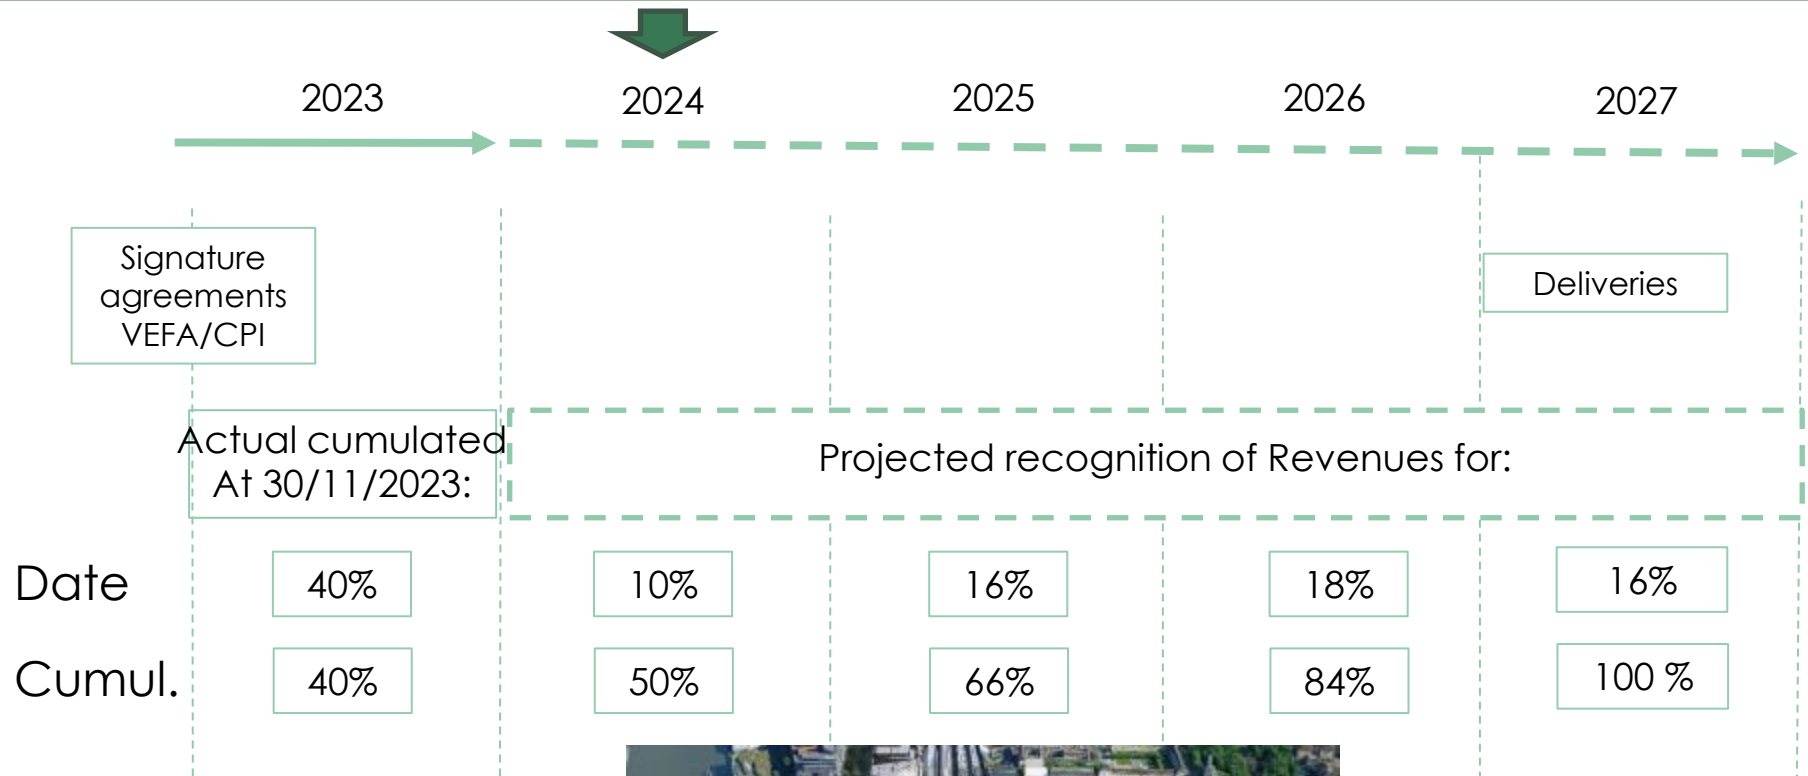 2023 2024 2025 2026 2027
Signature
agreements
VEFA/CPI
Deliveries
Actual cumulated
At 30/11/2023:
Projected recognition of Revenues for:
Date 40% 10% 16% 18% 16%
Cumul. 40% 50% 66% 84% 100 %